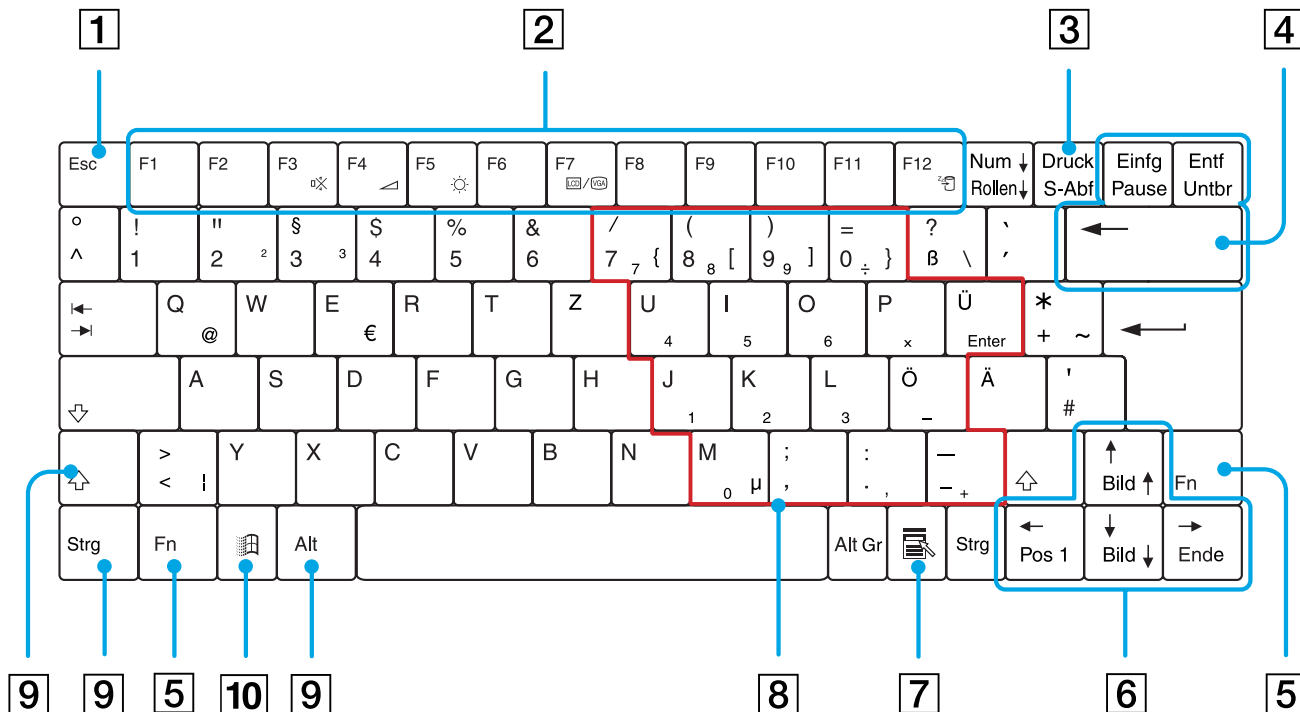 1 2 3 4
Esc F1 F2 F3 F4 F5 F6 F7 LCD / VGA F8 F9 F10 F11 F12 Zz Num ↓ Rollen ↓ Druck S-Abf Einfg Pause Entf Untbr
° ^ ! 1 " 2 ² § 3 ³ $ 4 % 5 & 6 / 7 7 { ( 8 8 [ ) 9 9 ] = 0 ÷ } ? ß \ ` ´ ←
Q @ W E € R T Z U 4 I 5 O 6 P × Ü Enter * + ~
A S D F G H J 1 K 2 L 3 Ö – Ä ' #
> < ¦ Y X C V B N M 0 µ ; , : . , — – + ↑ Bild ↑ Fn
Strg Fn Alt Alt Gr Strg ← Pos 1 ↓ Bild ↓ → Ende
9 9 5 10 9 8 7 6 5